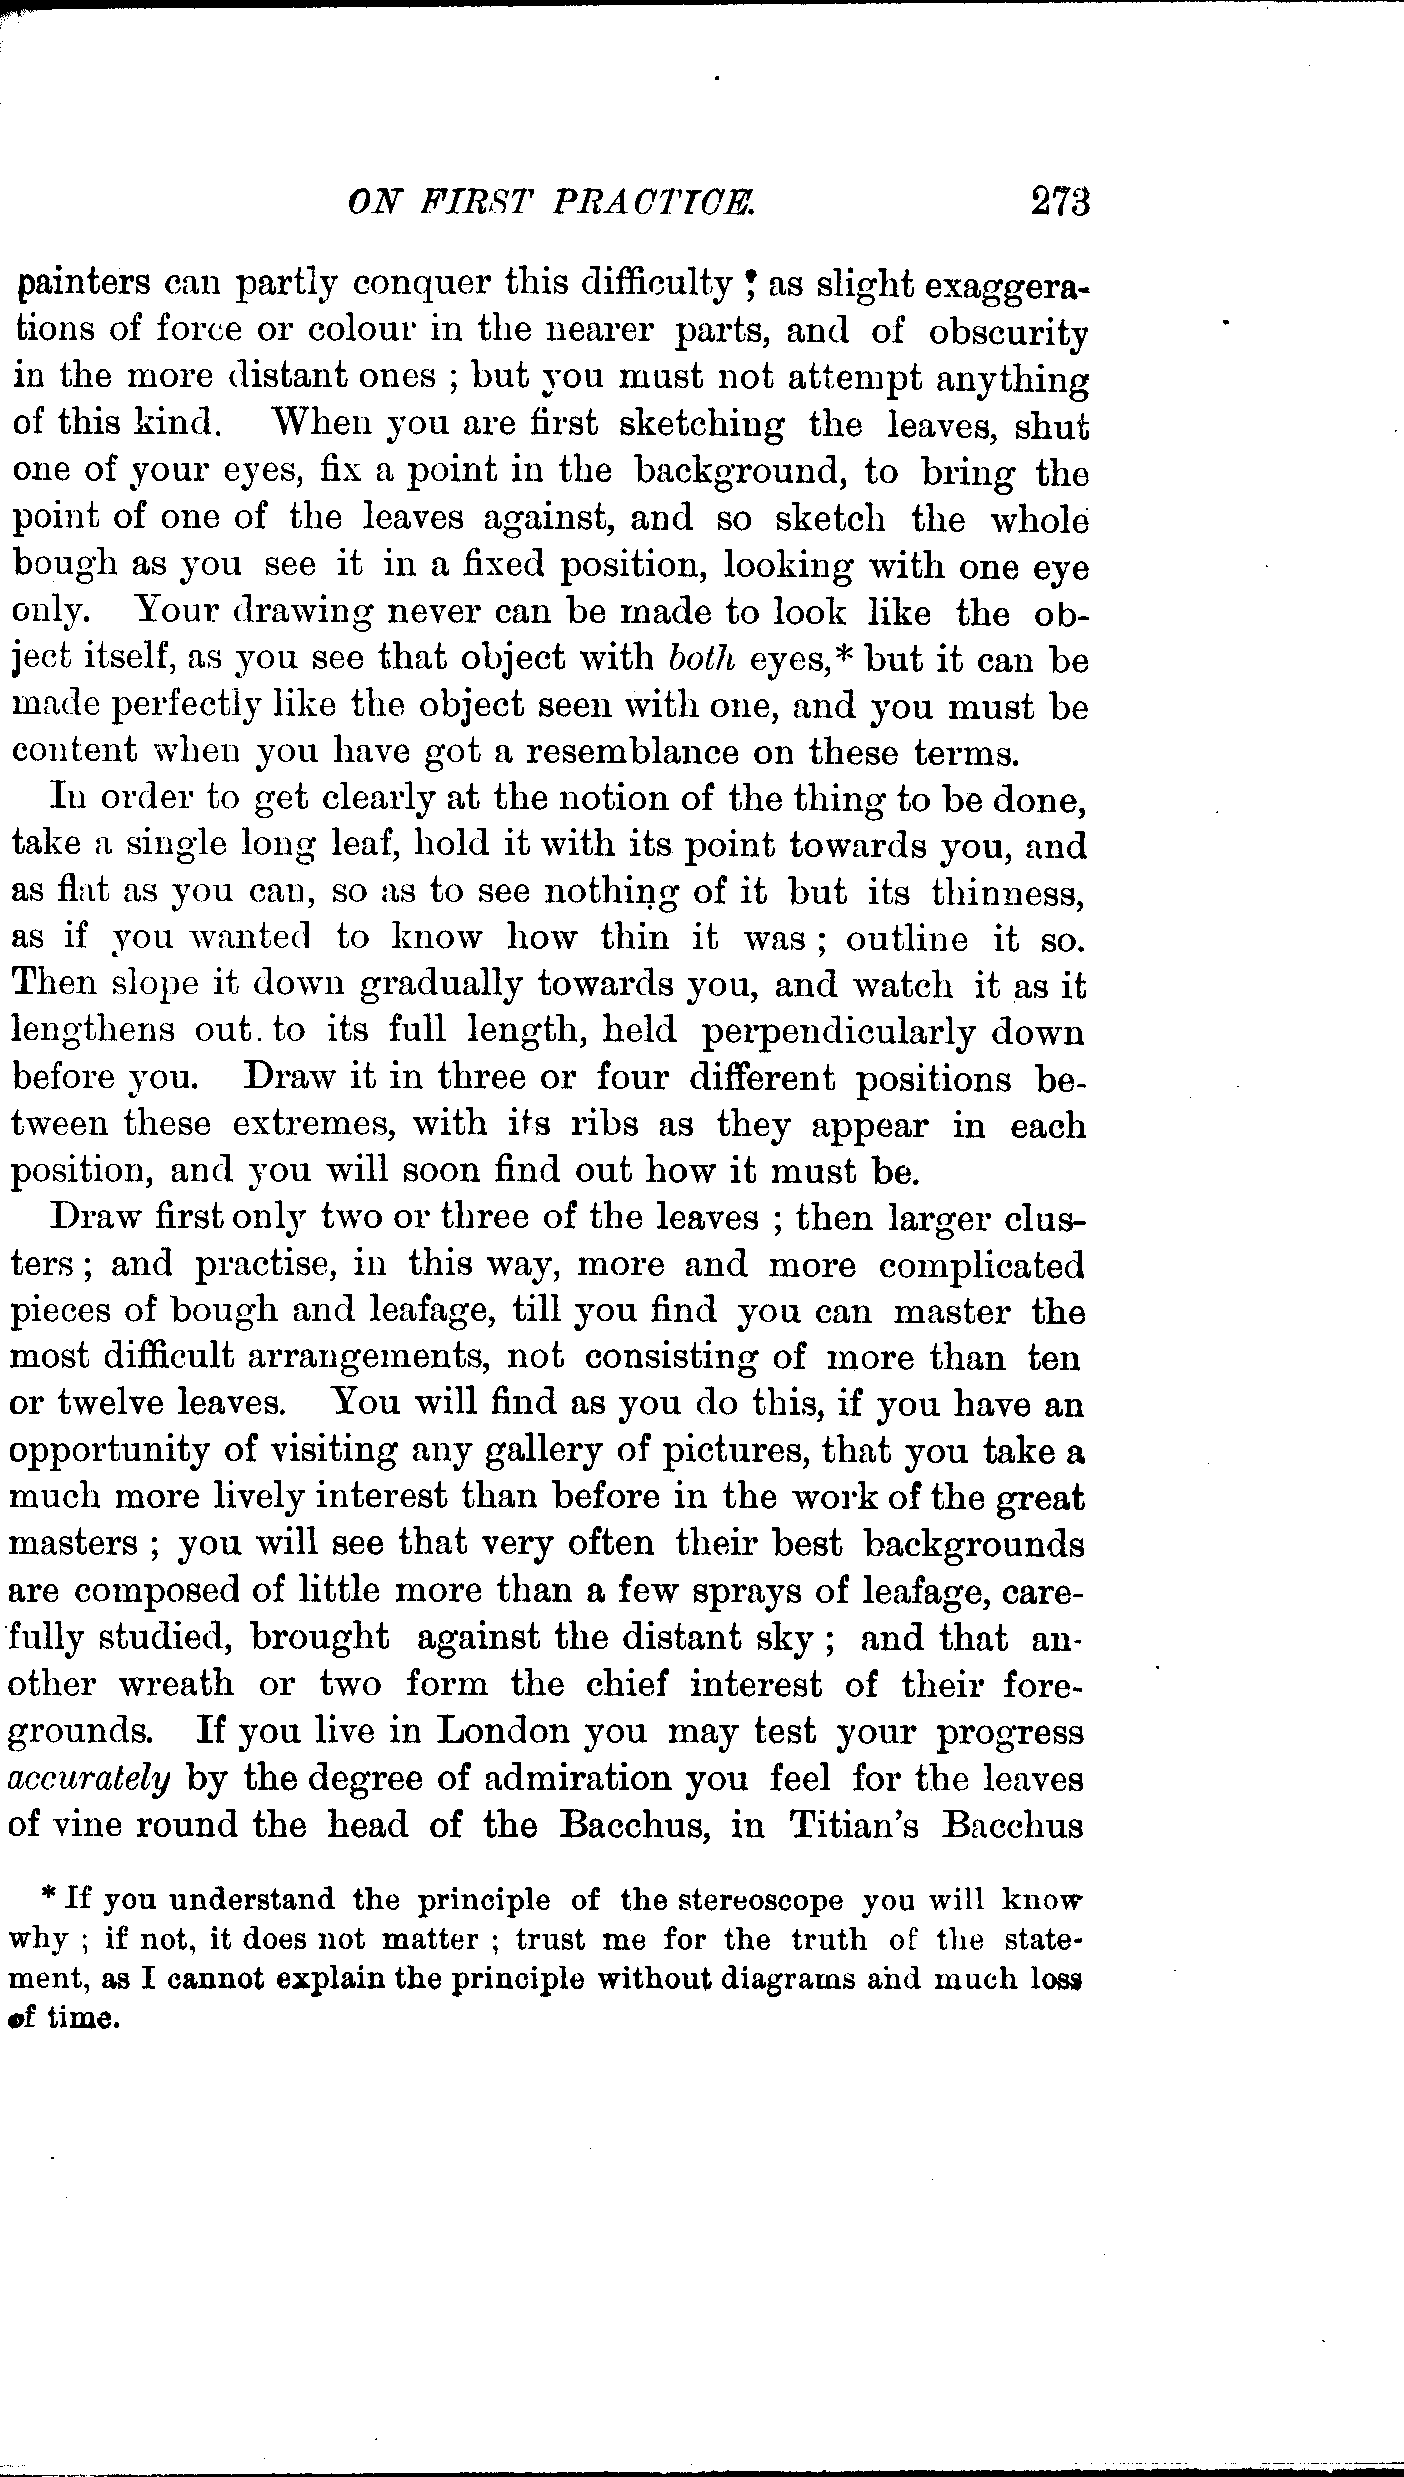 ON FIRST PRACTICE. 273
painters can partly conquer this difficulty ; as slight exaggera-
tions of force or colour in the nearer parts, and of obscurity
in the more distant ones ; but you must not attempt anything
of this kind. When you are first sketching the leaves, shut
one of your eyes, fix a point in the background, to bring the
point of one of the leaves against, and so sketch the whole
bough as you see it in a fixed position, looking with one eye
only. Your drawing never can be made to look like the ob-
ject itself, as you see that object with both eyes,* but it can be
made perfectly like the object seen with one, and you must be
content when you have got a resemblance on these terms.
In order to get clearly at the notion of the thing to be done,
take a single long leaf, hold it with its point towards you, and
as flat as you can, so as to see nothing of it but its thinness,
as if you wanted to know how thin it was ; outline it so.
Then slope it down gradually towards you, and watch it as it
lengthens out to its full length, held perpendicularly down
before you. Draw it in three or four different positions be-
tween these extremes, with its ribs as they appear in each
position, and you will soon find out how it must be.
Draw first only two or three of the leaves ; then larger clus-
ters ; and practise, in this way, more and more complicated
pieces of bough and leafage, till you find you can master the
most difficult arrangements, not consisting of more than ten
or twelve leaves. You will find as you do this, if you have an
opportunity of visiting any gallery of pictures, that you take a
much more lively interest than before in the work of the great
masters ; you will see that very often their best backgrounds
are composed of little more than a few sprays of leafage, care-
fully studied, brought against the distant sky ; and that an-
other wreath or two form the chief interest of their fore-
grounds. If you live in London you may test your progress
accurately by the degree of admiration you feel for the leaves
of vine round the head of the Bacchus, in Titian's Bacchus
* If you understand the principle of the stereoscope you will know
why ; if not, it does not matter ; trust me for the truth of the state-
ment, as I cannot explain the principle without diagrams and much loss
of time.